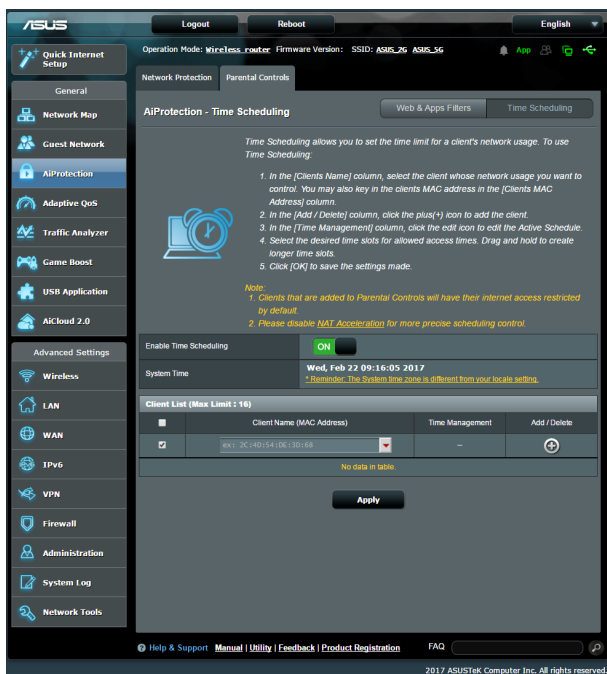 ASUS
Logout Reboot English
Quick Internet Setup
Operation Mode: Wireless router Firmware Version: SSID: ASUS_2G ASUS_5G
App
General
Network Map
Guest Network
AiProtection
Adaptive QoS
Traffic Analyzer
Game Boost
USB Application
AiCloud 2.0
Advanced Settings
Wireless
LAN
WAN
IPv6
VPN
Firewall
Administration
System Log
Network Tools
Network Protection Parental Controls
AiProtection - Time Scheduling
Web & Apps Filters Time Scheduling
Time Scheduling allows you to set the time limit for a client's network usage. To use
Time Scheduling:
1. In the [Clients Name] column, select the client whose network usage you want to
control. You may also key in the clients MAC address in the [Clients MAC
Address] column.
2. In the [Add / Delete] column, click the plus(+) icon to add the client.
3. In the [Time Management] column, click the edit icon to edit the Active Schedule.
4. Select the desired time slots for allowed access times. Drag and hold to create
longer time slots.
5. Click [OK] to save the settings made.
Note:
1. Clients that are added to Parental Controls will have their internet access restricted
by default.
2. Please disable NAT Acceleration for more precise scheduling control.
Enable Time Scheduling ON
System Time Wed, Feb 22 09:16:05 2017
* Reminder: The System time zone is different from your locale setting.
Client List (Max Limit : 16)
Client Name (MAC Address) Time Management Add / Delete
ex: 2C:4D:54:DE:3D:68 –
No data in table.
Apply
Help & Support Manual | Utility | Feedback | Product Registration FAQ
2017 ASUSTeK Computer Inc. All rights reserved.